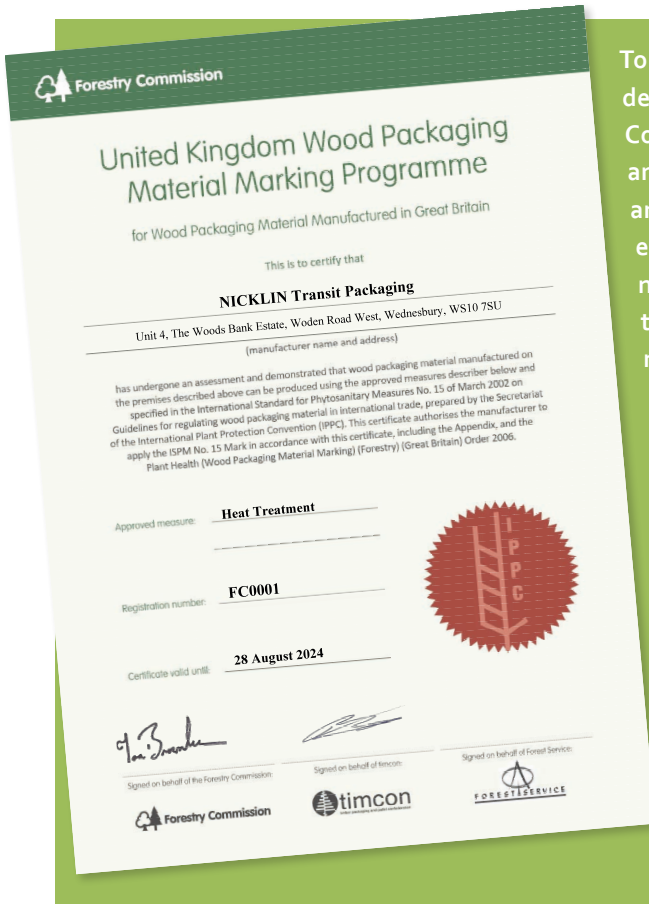 Forestry Commission
United Kingdom Wood Packaging
Material Marking Programme
for Wood Packaging Material Manufactured in Great Britain
This is to certify that
NICKLIN Transit Packaging
Unit 4, The Woods Bank Estate, Woden Road West, Wednesbury, WS10 7SU
(manufacturer name and address)
has undergone an assessment and demonstrated that wood packaging material manufactured on
the premises described above can be produced using the approved measures describer below and
specified in the International Standard for Phytosanitary Measures No. 15 of March 2002 on
Guidelines for regulating wood packaging material in international trade, prepared by the Secretariat
of the International Plant Protection Convention (IPPC). This certificate authorises the manufacturer to
apply the ISPM No. 15 Mark in accordance with this certificate, including the Appendix, and the
Plant Health (Wood Packaging Material Marking) (Forestry) (Great Britain) Order 2006.
Approved measure: Heat Treatment
Registration number: FC0001
Certificate valid until: 28 August 2024
IPPC
Signed on behalf of the Forestry Commission:
Signed on behalf of timcon:
Signed on behalf of Forest Service:
Forestry Commission
timcon
FOREST SERVICE
To
de
Co
ar
ar
e
n
t